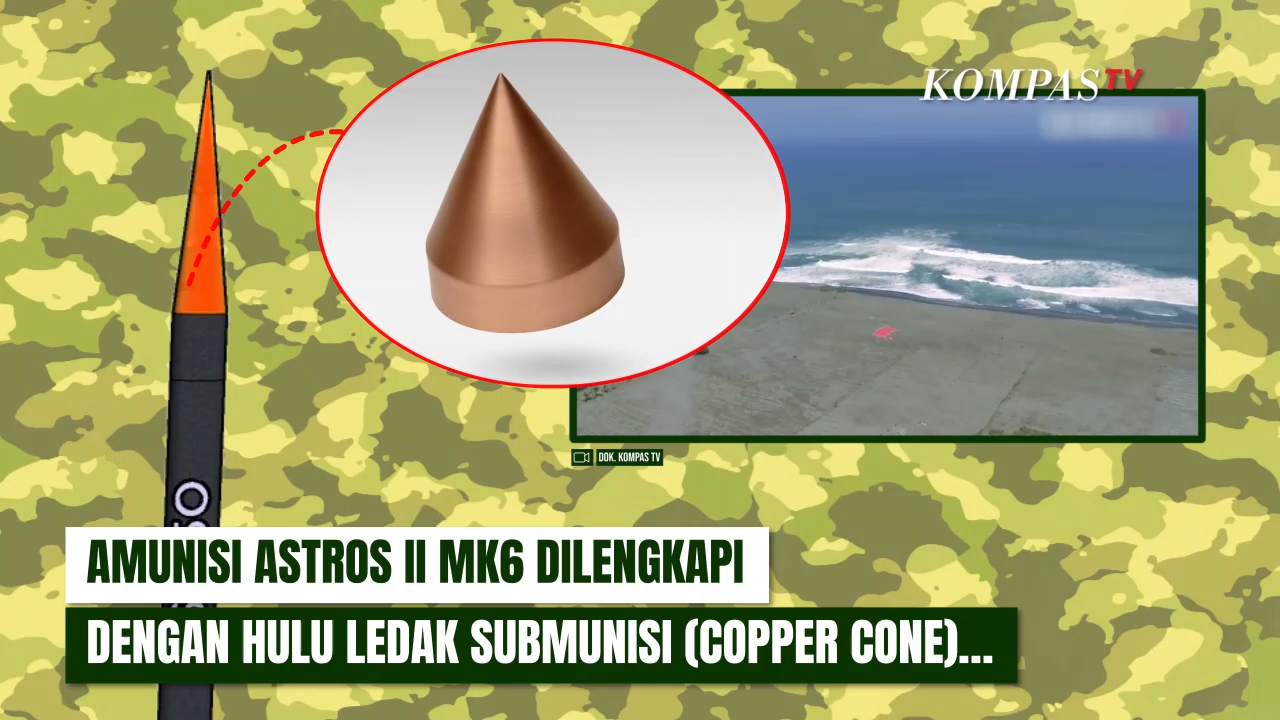 KOMPASTV
DOK. KOMPAS TV
AMUNISI ASTROS II MK6 DILENGKAPI
DENGAN HULU LEDAK SUBMUNISI (COPPER CONE)...